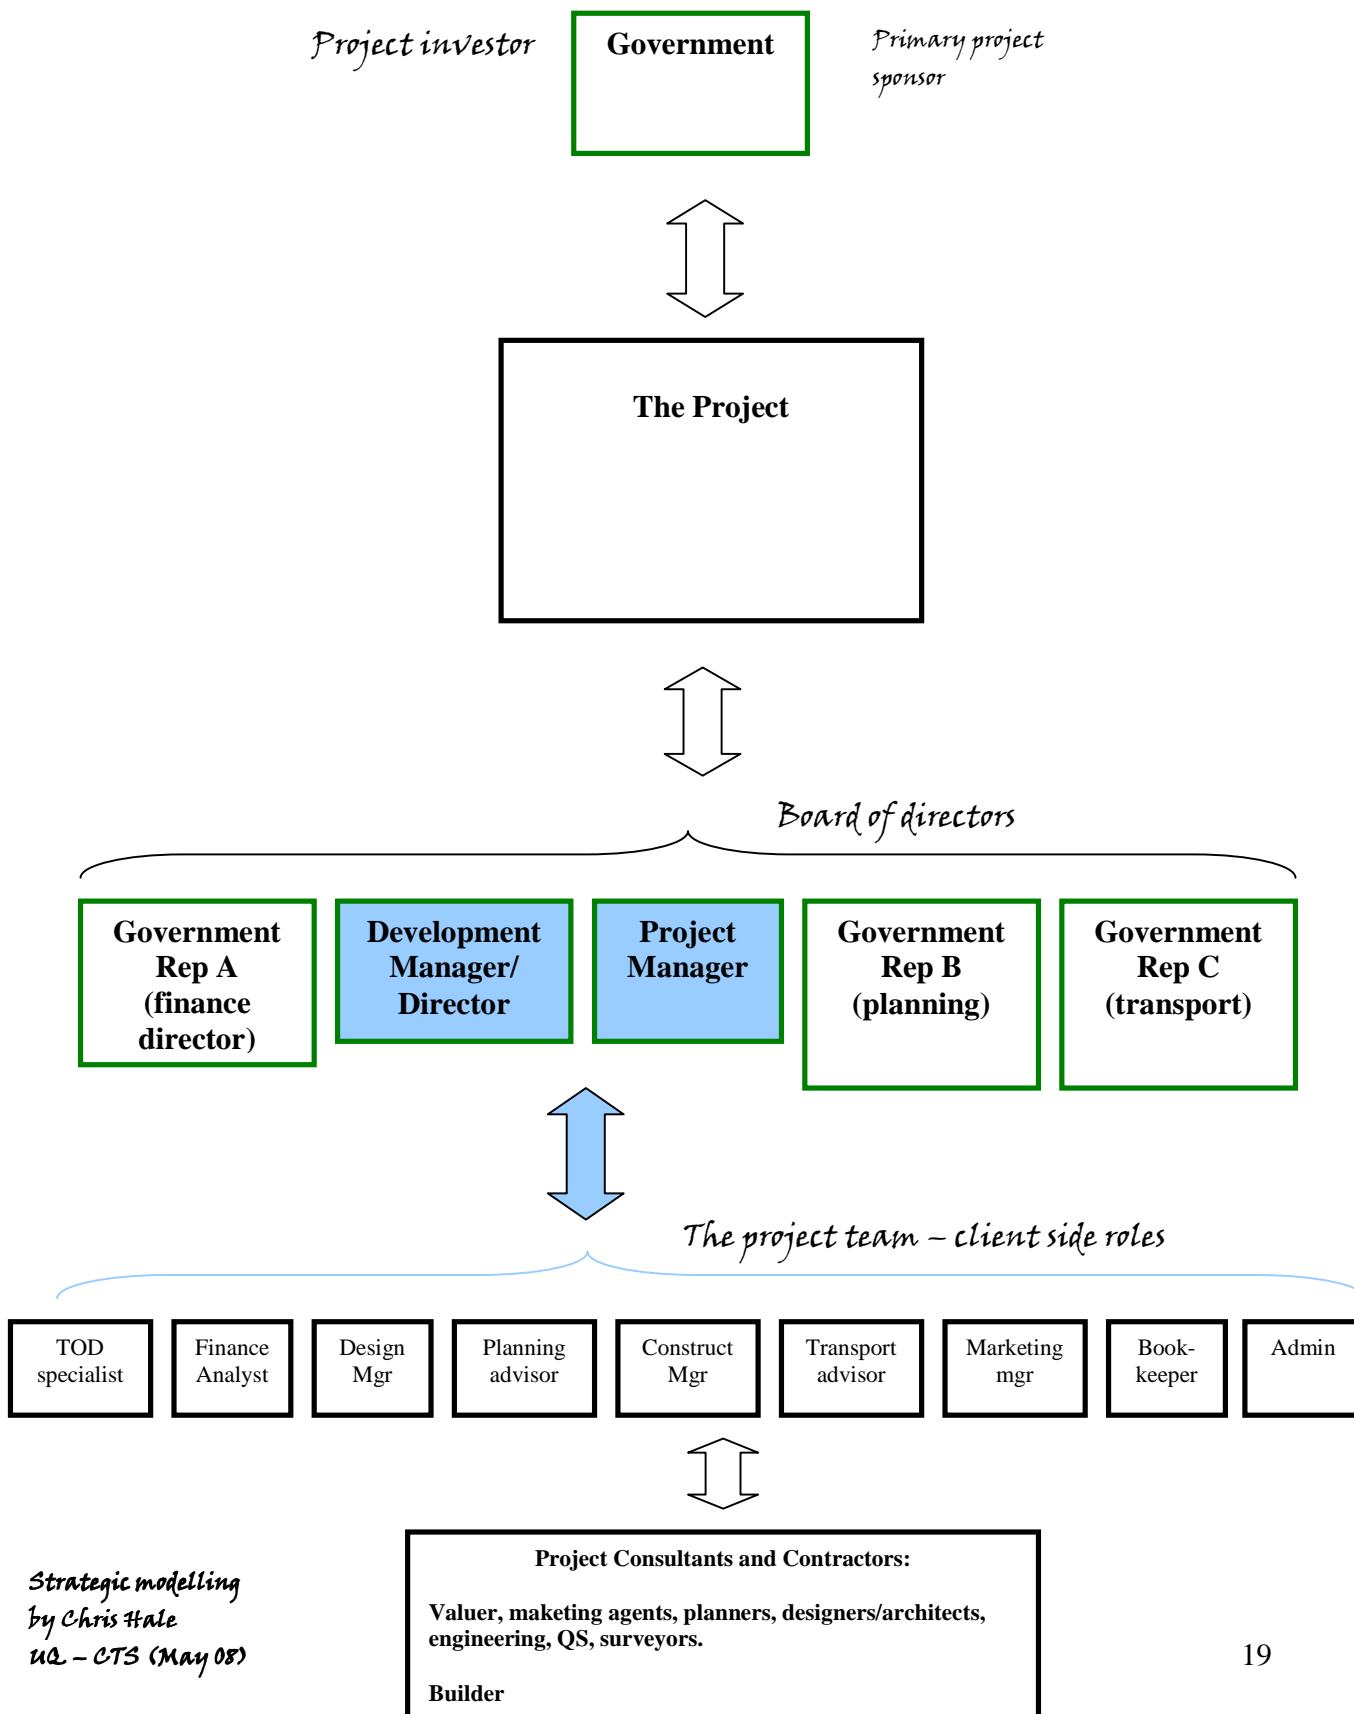 Project investor
Government
Primary project
sponsor
The Project
Board of directors
Government
Rep A
(finance
director)
Development
Manager/
Director
Project
Manager
Government
Rep B
(planning)
Government
Rep C
(transport)
The project team – client side roles
TOD
specialist
Finance
Analyst
Design
Mgr
Planning
advisor
Construct
Mgr
Transport
advisor
Marketing
mgr
Book-
keeper
Admin
Project Consultants and Contractors:
Valuer, maketing agents, planners, designers/architects,
engineering, QS, surveyors.
Builder
Strategic modelling
by Chris Hale
UQ – CTS (May 08)
19